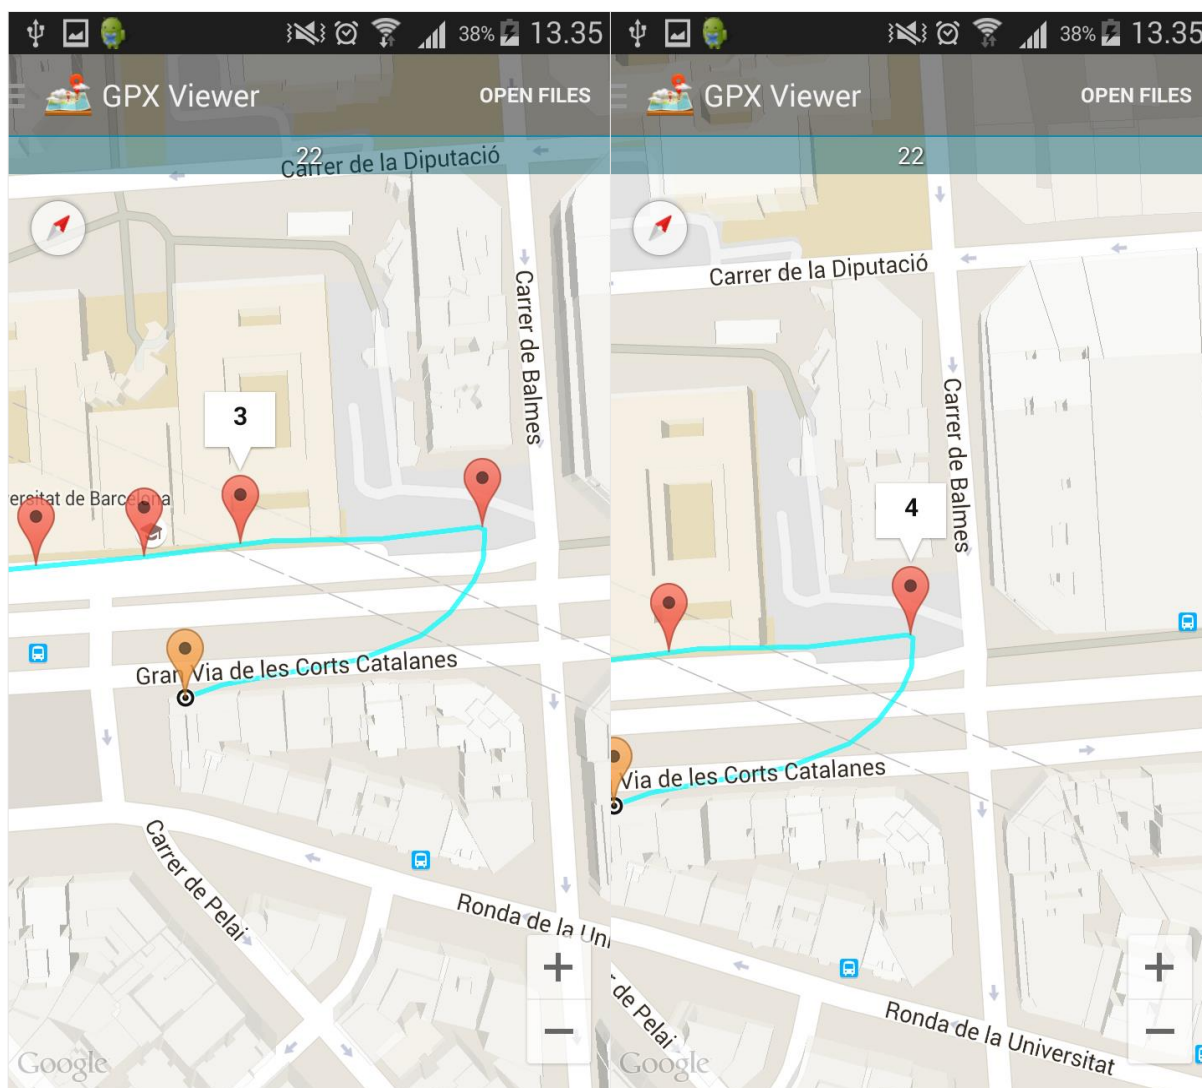 38% 13.35
GPX Viewer OPEN FILES
22
Carrer de la Diputació
Carrer de Balmes
3
versitat de Barcelona
Gran Via de les Corts Catalanes
Carrer de Pelai
Ronda de la Uni
+
−
Google
38% 13.35
GPX Viewer OPEN FILES
22
Carrer de la Diputació
Carrer de Balmes
4
Via de les Corts Catalanes
r de Pelai
Ronda de la Universitat
+
−
Google